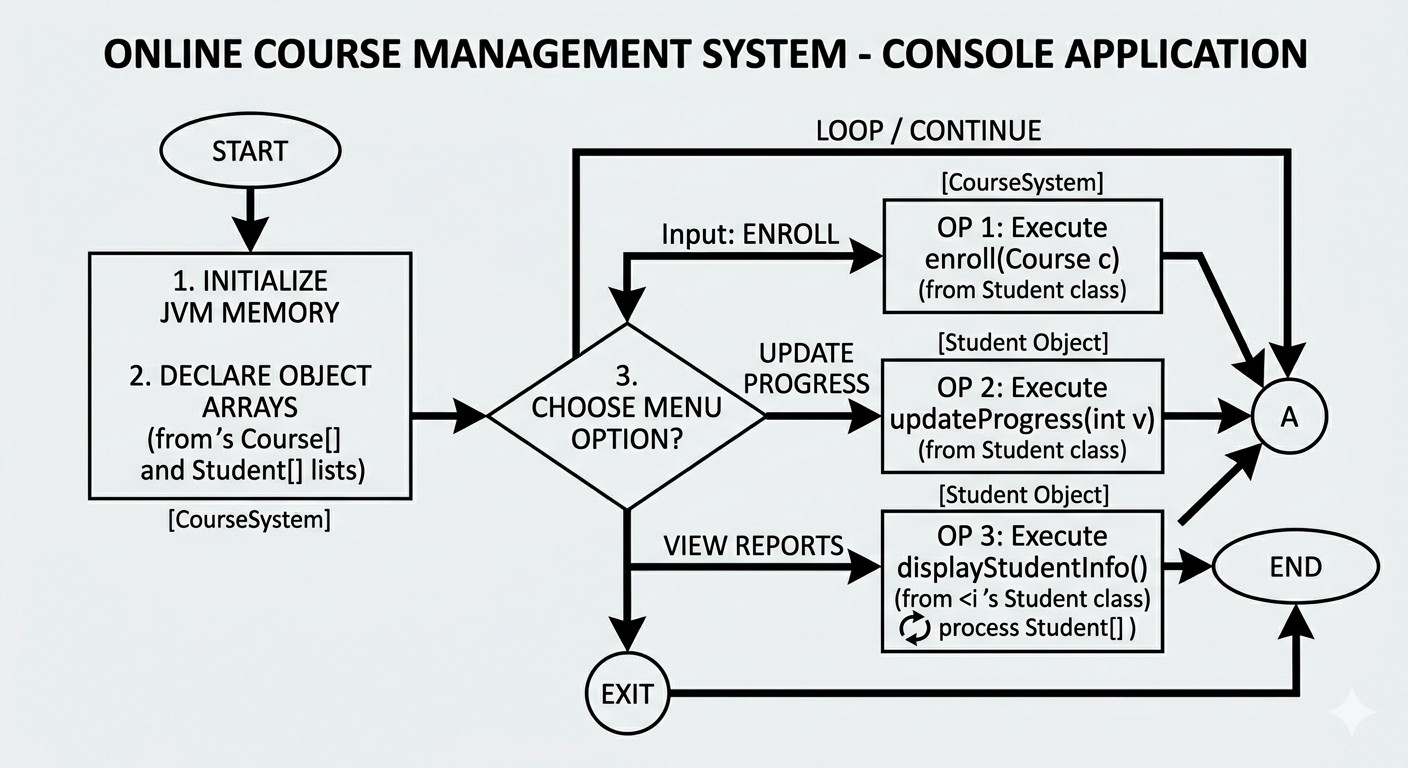 ONLINE COURSE MANAGEMENT SYSTEM - CONSOLE APPLICATION
START
1. INITIALIZE
JVM MEMORY
2. DECLARE OBJECT
ARRAYS
(from's Course[]
and Student[] lists)
[CourseSystem]
LOOP / CONTINUE
3.
CHOOSE MENU
OPTION?
Input: ENROLL
[CourseSystem]
OP 1: Execute
enroll(Course c)
(from Student class)
UPDATE
PROGRESS
[Student Object]
OP 2: Execute
updateProgress(int v)
(from Student class)
A
VIEW REPORTS
[Student Object]
OP 3: Execute
displayStudentInfo()
(from <i 's Student class)
process Student[] )
END
EXIT